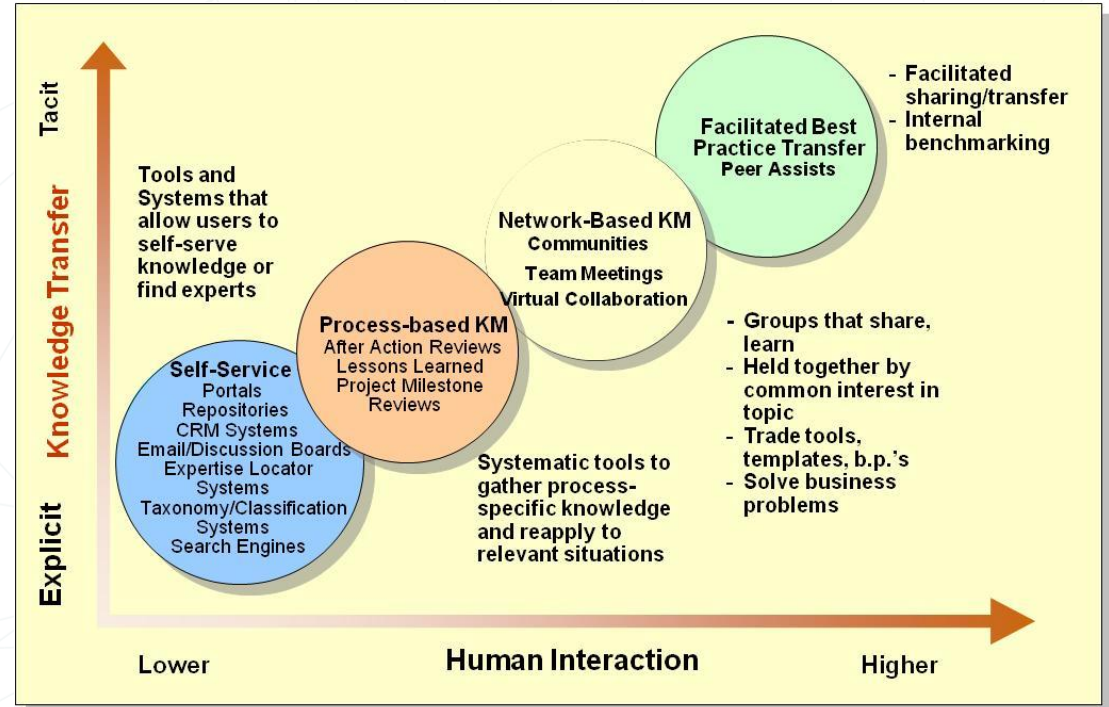 Tacit
Knowledge Transfer
Explicit
Tools and
Systems that
allow users to
self-serve
knowledge or
find experts
Self-Service
Portals
Repositories
CRM Systems
Email/Discussion Boards
Expertise Locator
Systems
Taxonomy/Classification
Systems
Search Engines
Process-based KM
After Action Reviews
Lessons Learned
Project Milestone
Reviews
Systematic tools to
gather process-
specific knowledge
and reapply to
relevant situations
Network-Based KM
Communities
Team Meetings
Virtual Collaboration
- Groups that share,
learn
- Held together by
common interest in
topic
- Trade tools,
templates, b.p.'s
- Solve business
problems
Facilitated Best
Practice Transfer
Peer Assists
- Facilitated
sharing/transfer
- Internal
benchmarking
Lower
Human Interaction
Higher